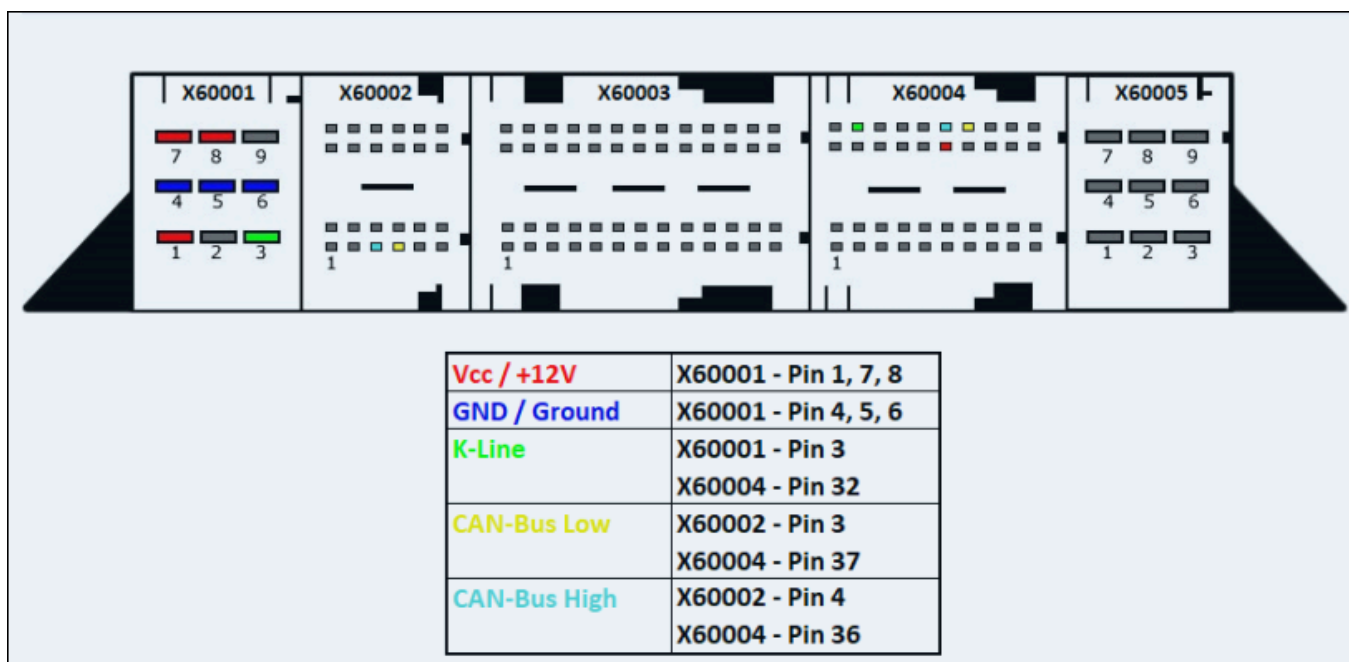 X60001 X60002 X60003 X60004 X60005
7 8 9 7 8 9
4 5 6 4 5 6
1 2 3 1 1 1 1 2 3
Vcc / +12V X60001 - Pin 1, 7, 8
GND / Ground X60001 - Pin 4, 5, 6
K-Line X60001 - Pin 3
X60004 - Pin 32
CAN-Bus Low X60002 - Pin 3
X60004 - Pin 37
CAN-Bus High X60002 - Pin 4
X60004 - Pin 36